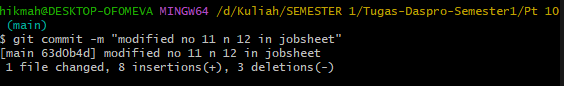 hikmah@DESKTOP-OFOMEVA MINGW64 /d/Kuliah/SEMESTER 1/Tugas-Daspro-Semester1/Pt 10
(main)
$ git commit -m "modified no 11 n 12 in jobsheet"
[main 63d0b4d] modified no 11 n 12 in jobsheet
1 file changed, 8 insertions(+), 3 deletions(-)